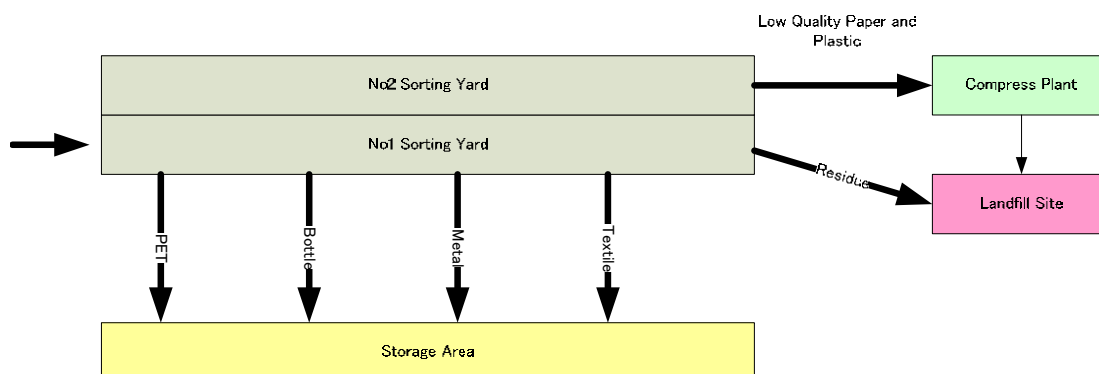 Low Quality Paper and
Plastic
No2 Sorting Yard
Compress Plant
No1 Sorting Yard
Residue
Landfill Site
PET
Bottle
Metal
Textile
Storage Area